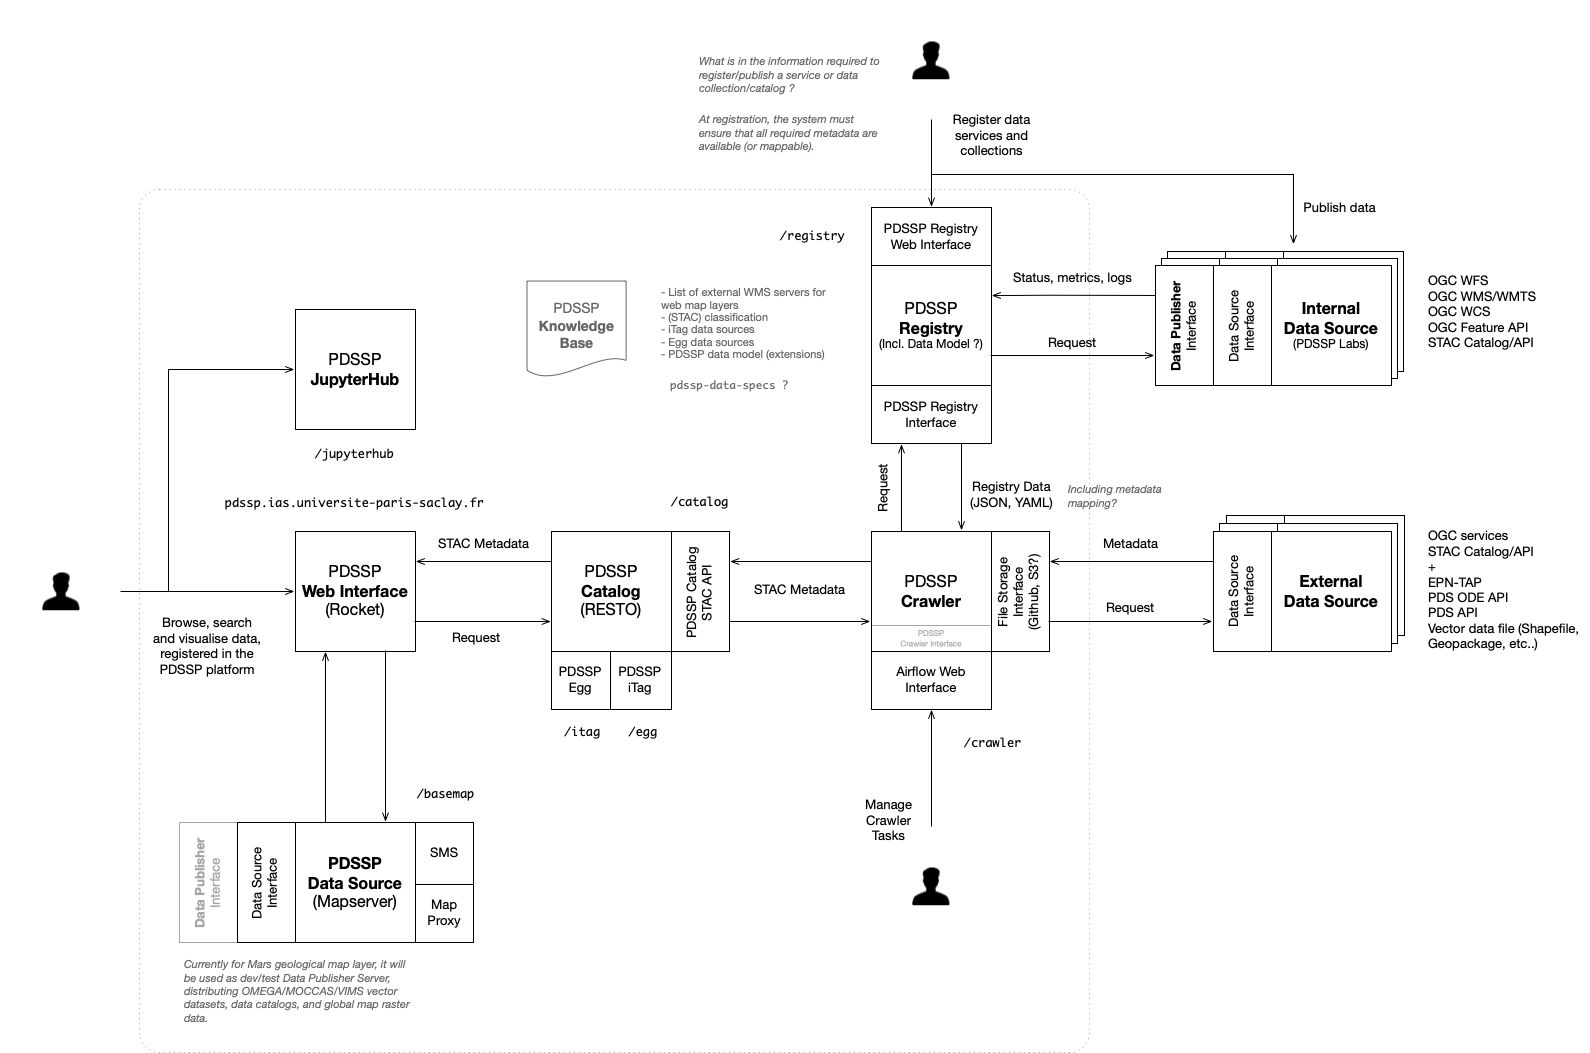 What is in the information required to
register/publish a service or data
collection/catalog ?
At registration, the system must
ensure that all required metadata are
available (or mappable).
Register data
services and
collections
Publish data
/registry
PDSSP Registry
Web Interface
PDSSP
Registry
(Incl. Data Model ?)
PDSSP Registry
Interface
Status, metrics, logs
Request
Data Publisher
Interface
Data Source
Interface
Internal
Data Source
(PDSSP Labs)
OGC WFS
OGC WMS/WMTS
OGC WCS
OGC Feature API
STAC Catalog/API
PDSSP
Knowledge
Base
- List of external WMS servers for
web map layers
- (STAC) classification
- iTag data sources
- Egg data sources
- PDSSP data model (extensions)
pdssp-data-specs ?
PDSSP
JupyterHub
/jupyterhub
pdssp.ias.universite-paris-saclay.fr
/catalog
Request
Registry Data
(JSON, YAML)
Including metadata
mapping?
Browse, search
and visualise data,
registered in the
PDSSP platform
PDSSP
Web Interface
(Rocket)
STAC Metadata
Request
PDSSP
Catalog
(RESTO)
PDSSP Catalog
STAC API
PDSSP
Egg
PDSSP
iTag
/itag
/egg
STAC Metadata
PDSSP
Crawler
PDSSP
Crawler Interface
File Storage
Interface
(Github, S3?)
Airflow Web
Interface
/crawler
Manage
Crawler
Tasks
Metadata
Request
Data Source
Interface
External
Data Source
OGC services
STAC Catalog/API
+
EPN-TAP
PDS ODE API
PDS API
Vector data file (Shapefile,
Geopackage, etc..)
/basemap
Data Publisher
Interface
Data Source
Interface
PDSSP
Data Source
(Mapserver)
SMS
Map
Proxy
Currently for Mars geological map layer, it will
be used as dev/test Data Publisher Server,
distributing OMEGA/MOCCAS/VIMS vector
datasets, data catalogs, and global map raster
data.